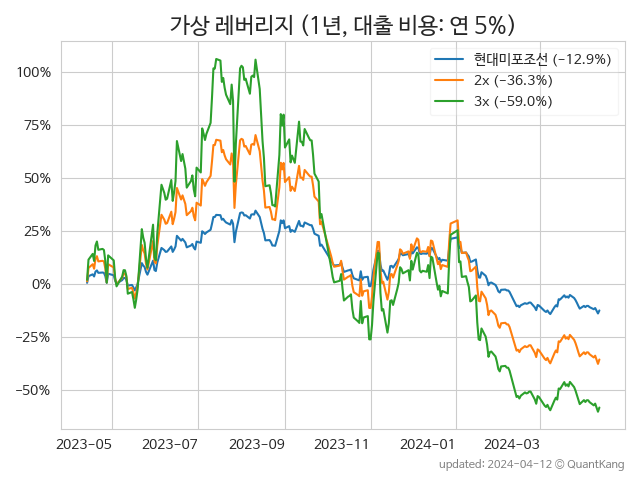 가상 레버리지 (1년, 대출 비용: 연 5%)
현대미포조선 (−12.9%)
2x (−36.3%)
3x (−59.0%)
100%
75%
50%
25%
0%
−25%
−50%
2023-05 2023-07 2023-09 2023-11 2024-01 2024-03
updated: 2024-04-12 © QuantKang